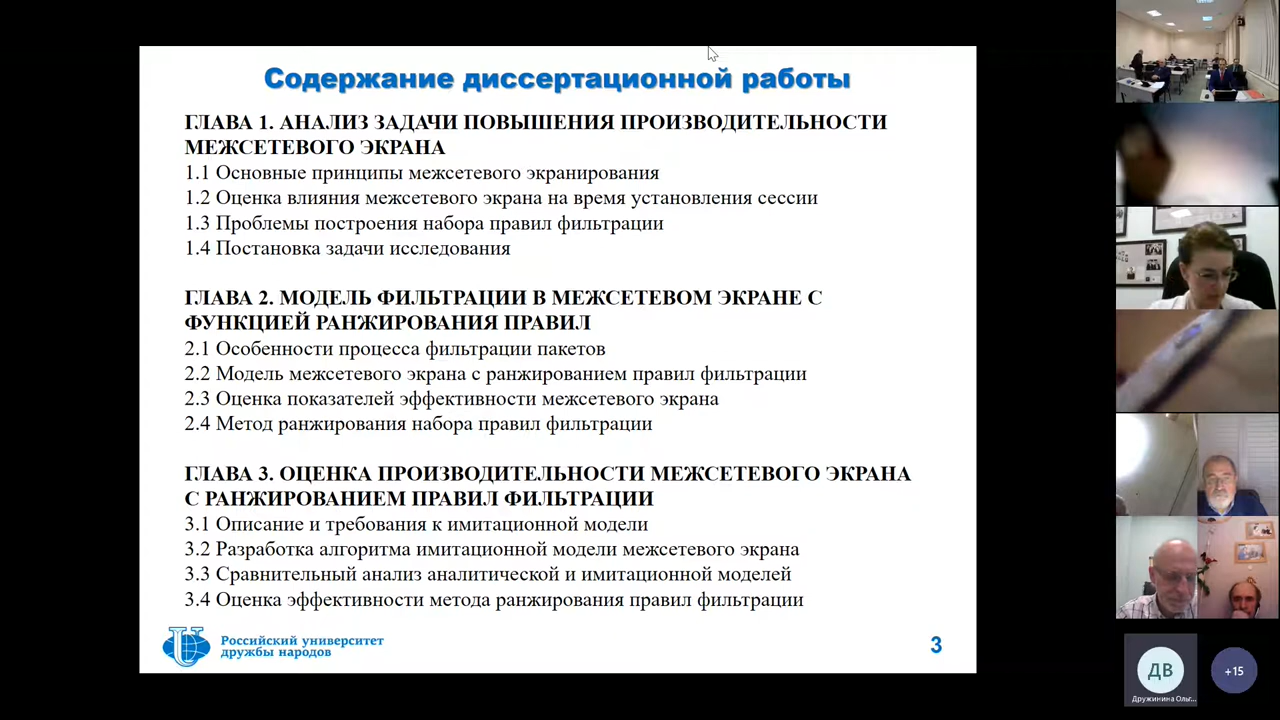 Содержание диссертационной работы
ГЛАВА 1. АНАЛИЗ ЗАДАЧИ ПОВЫШЕНИЯ ПРОИЗВОДИТЕЛЬНОСТИ
МЕЖСЕТЕВОГО ЭКРАНА
1.1 Основные принципы межсетевого экранирования
1.2 Оценка влияния межсетевого экрана на время установления сессии
1.3 Проблемы построения набора правил фильтрации
1.4 Постановка задачи исследования
ГЛАВА 2. МОДЕЛЬ ФИЛЬТРАЦИИ В МЕЖСЕТЕВОМ ЭКРАНЕ С
ФУНКЦИЕЙ РАНЖИРОВАНИЯ ПРАВИЛ
2.1 Особенности процесса фильтрации пакетов
2.2 Модель межсетевого экрана с ранжированием правил фильтрации
2.3 Оценка показателей эффективности межсетевого экрана
2.4 Метод ранжирования набора правил фильтрации
ГЛАВА 3. ОЦЕНКА ПРОИЗВОДИТЕЛЬНОСТИ МЕЖСЕТЕВОГО ЭКРАНА
С РАНЖИРОВАНИЕМ ПРАВИЛ ФИЛЬТРАЦИИ
3.1 Описание и требования к имитационной модели
3.2 Разработка алгоритма имитационной модели межсетевого экрана
3.3 Сравнительный анализ аналитической и имитационной моделей
3.4 Оценка эффективности метода ранжирования правил фильтрации
Российский университет
дружбы народов
3
ДВ
+15
Дружинина Ольг...